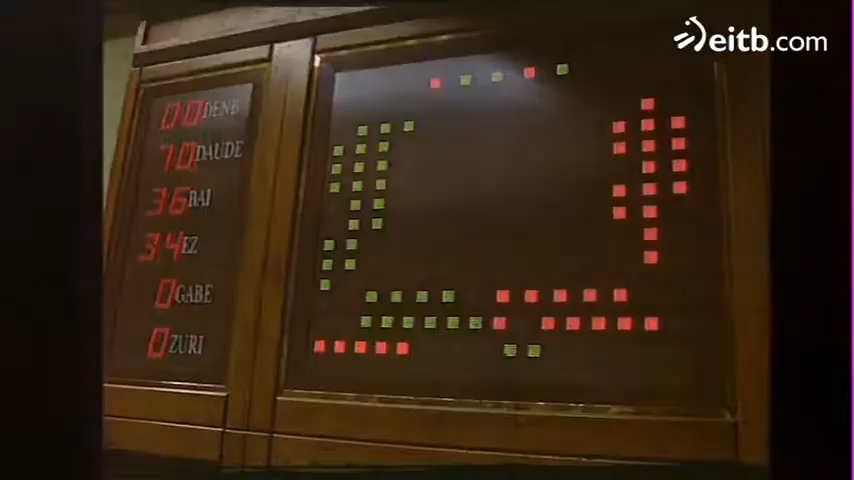 eitb.com
00 DENB
70 DAUDE
36 BAI
34 EZ
0 GABE
0 ZURI